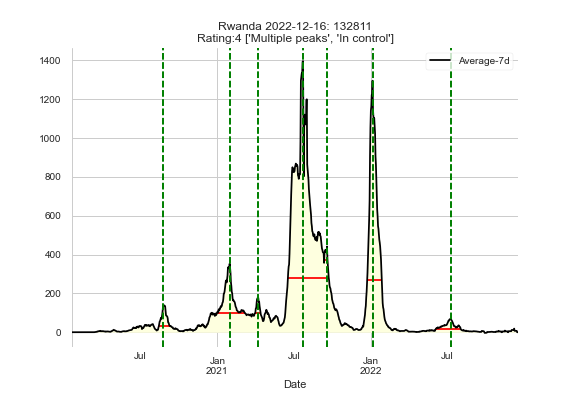 Rwanda 2022-12-16: 132811
Rating:4 ['Multiple peaks', 'In control']
Average-7d
1400
1200
1000
800
600
400
200
0
Jul
Jan
2021
Jul
Jan
2022
Jul
Date